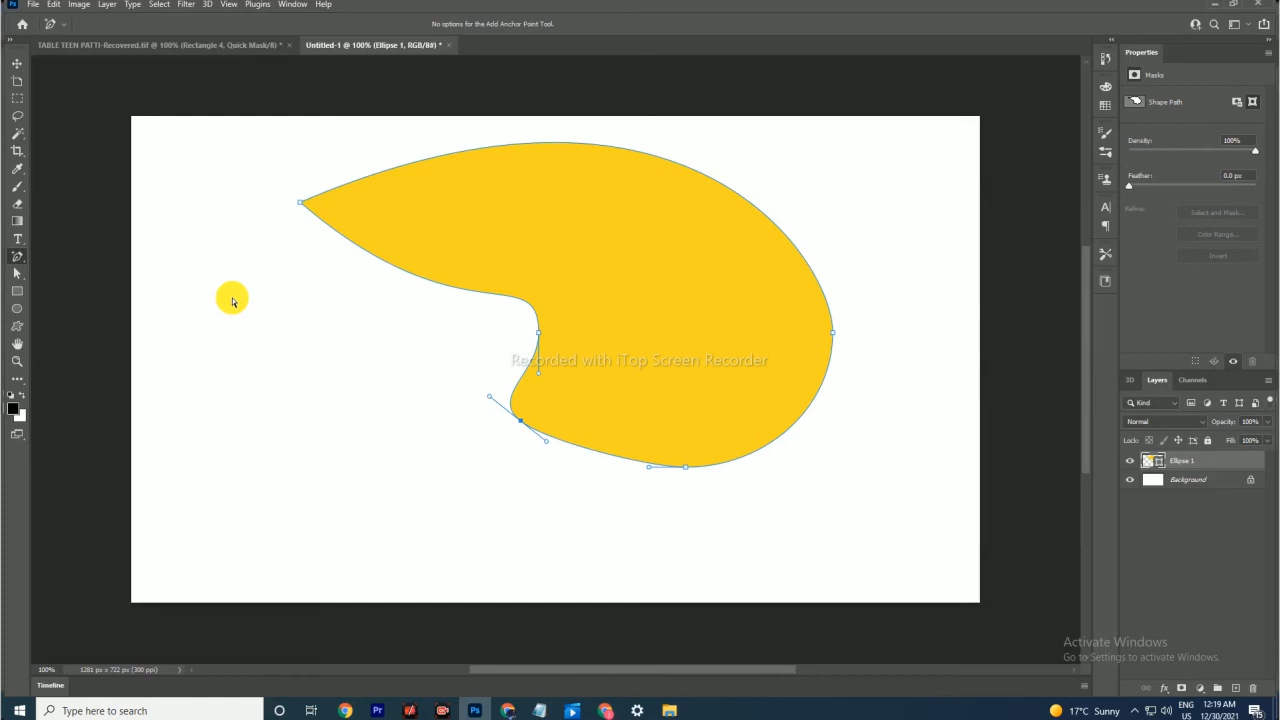 Ps File Edit Image Layer Type Select Filter 3D View Plugins Window Help
No options for the Add Anchor Point Tool.
TABLE TEEN PATTI-Recovered.tif @ 100% (Rectangle 4, Quick Mask/8) * ×
Untitled-1 @ 100% (Ellipse 1, RGB/8#) * ×
Properties
Masks
Shape Path
Density: 100%
Feather: 0.0 px
Refine: Select and Mask...
Color Range...
Invert
Recorded with iTop Screen Recorder
3D Layers Channels
Kind
Normal Opacity: 100%
Lock: Fill: 100%
Ellipse 1
Background
Activate Windows
Go to Settings to activate Windows.
100% 1281 px x 722 px (300 ppi)
Timeline
Type here to search
Pr
Ps
17°C Sunny
ENG
US
12:19 AM
12/30/2021
15